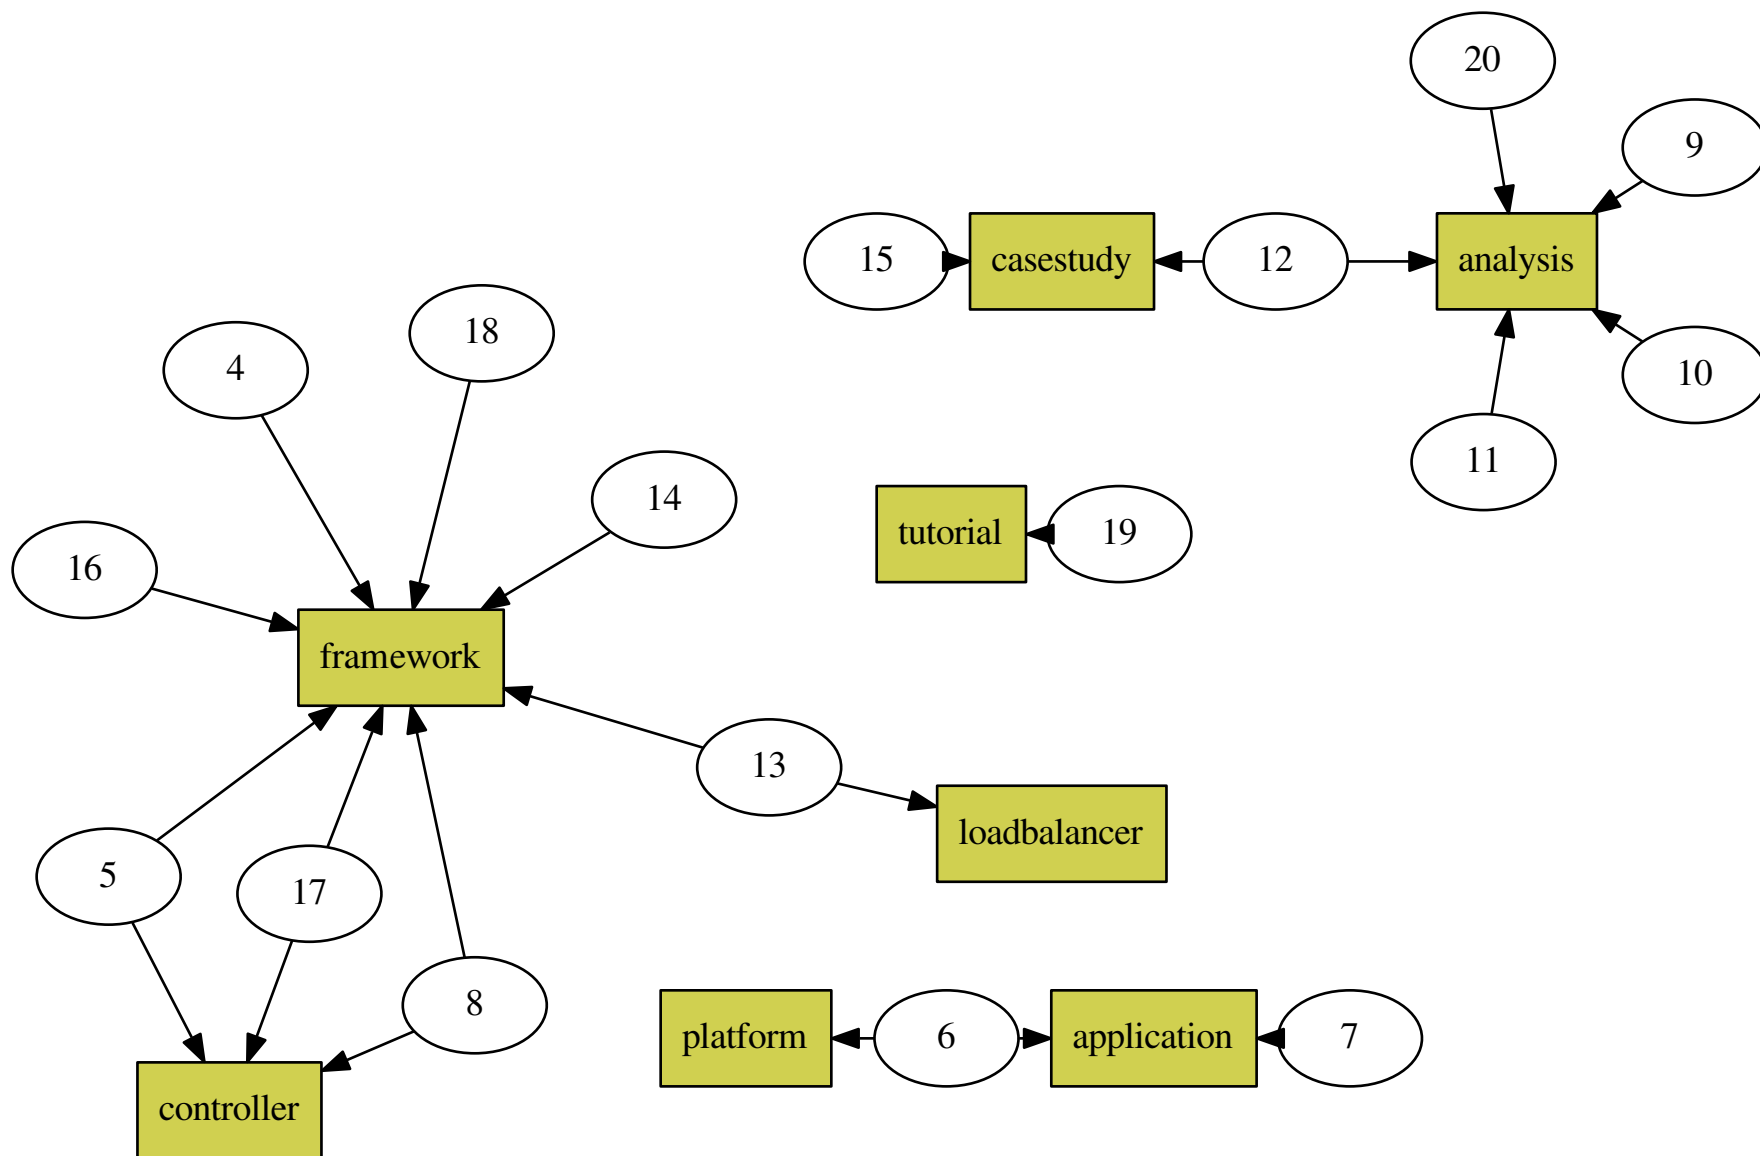 20
9
15
casestudy
12
analysis
18
4
10
11
14
tutorial
19
16
framework
13
loadbalancer
5
17
8
platform
6
application
7
controller